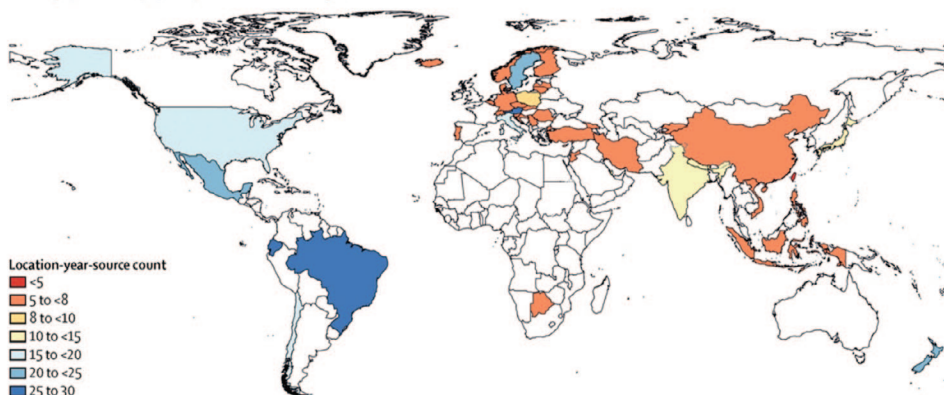 Location-year-source count
<5
5 to <8
8 to <10
10 to <15
15 to <20
20 to <25
25 to 30